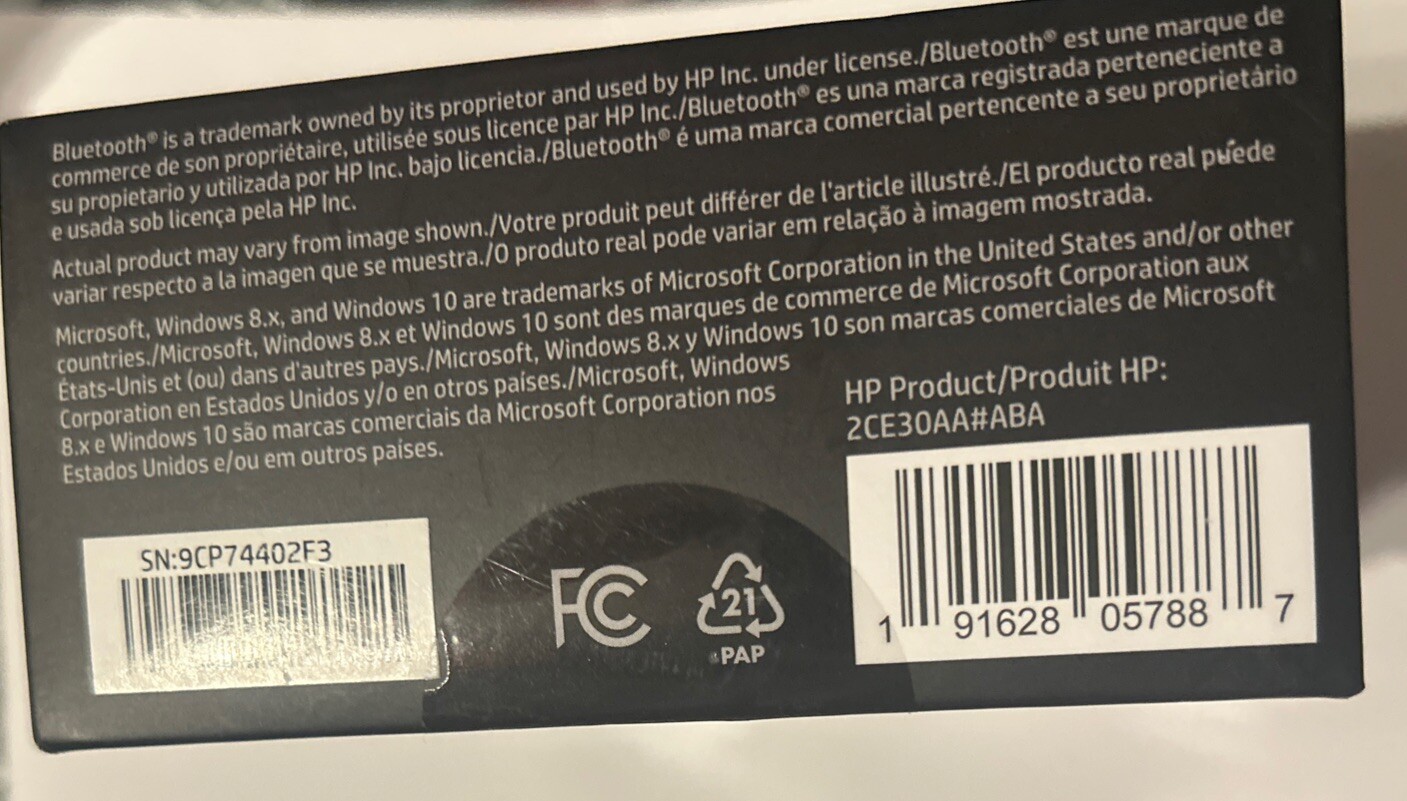 Bluetooth® is a trademark owned by its proprietor and used by HP Inc. under license./Bluetooth® est une marque de
commerce de son propriétaire, utilisée sous licence par HP Inc./Bluetooth® es una marca registrada perteneciente a
su propietario y utilizada por HP Inc. bajo licencia./Bluetooth® é uma marca comercial pertencente a seu proprietário
e usada sob licença pela HP Inc.
Actual product may vary from image shown./Votre produit peut différer de l'article illustré./El producto real puede
variar respecto a la imagen que se muestra./O produto real pode variar em relação à imagem mostrada.
Microsoft, Windows 8.x, and Windows 10 are trademarks of Microsoft Corporation in the United States and/or other
countries./Microsoft, Windows 8.x et Windows 10 sont des marques de commerce de Microsoft Corporation aux
États-Unis et (ou) dans d'autres pays./Microsoft, Windows 8.x y Windows 10 son marcas comerciales de Microsoft
Corporation en Estados Unidos y/o en otros países./Microsoft, Windows
8.x e Windows 10 são marcas comerciais da Microsoft Corporation nos
Estados Unidos e/ou em outros países.
HP Product/Produit HP:
2CE30AA#ABA
SN:9CP74402F3
FC
21
PAP
1 91628 05788 7